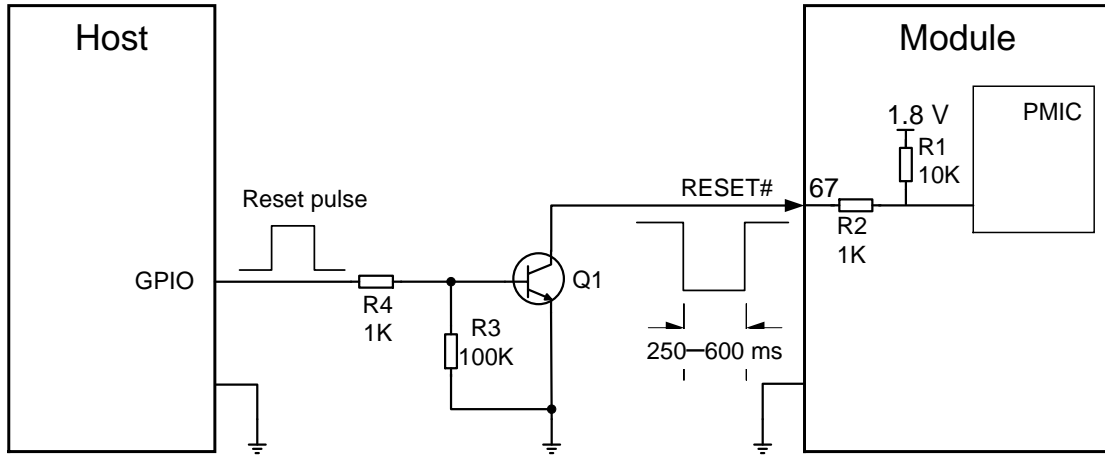 Host
Module
PMIC
1.8 V
R1
10K
RESET#
67
R2
1K
Reset pulse
GPIO
R4
1K
R3
100K
Q1
250—600 ms